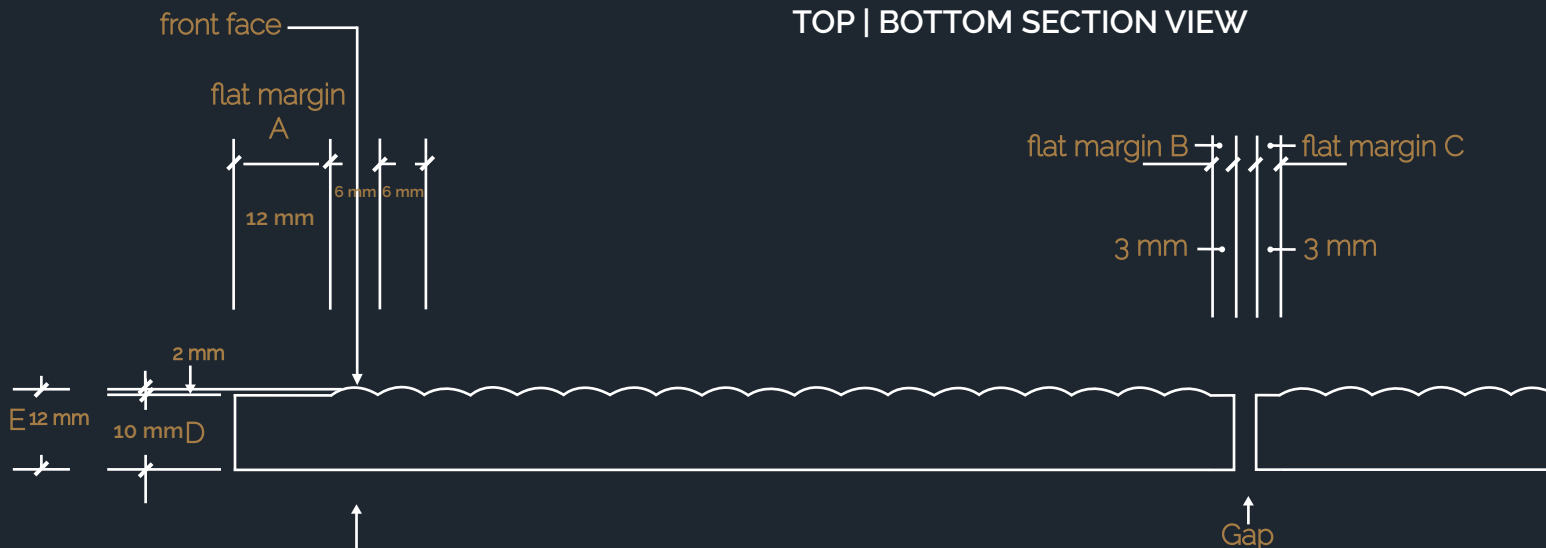 front face
TOP | BOTTOM SECTION VIEW
flat margin
A
flat margin B
flat margin C
6 mm
6 mm
12 mm
3 mm
3 mm
2 mm
E 12 mm
10 mm D
Gap